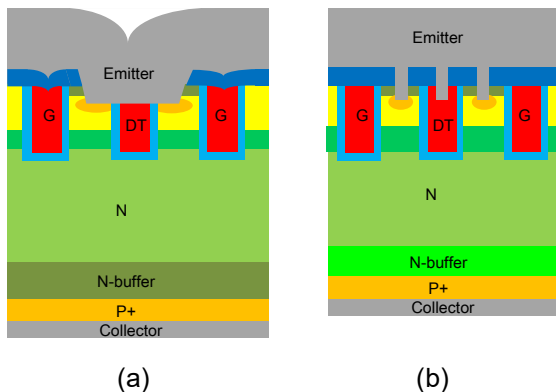 Emitter
G
DT
G
N
N-buffer
P+
Collector
(a)
Emitter
G
DT
G
N
N-buffer
P+
Collector
(b)